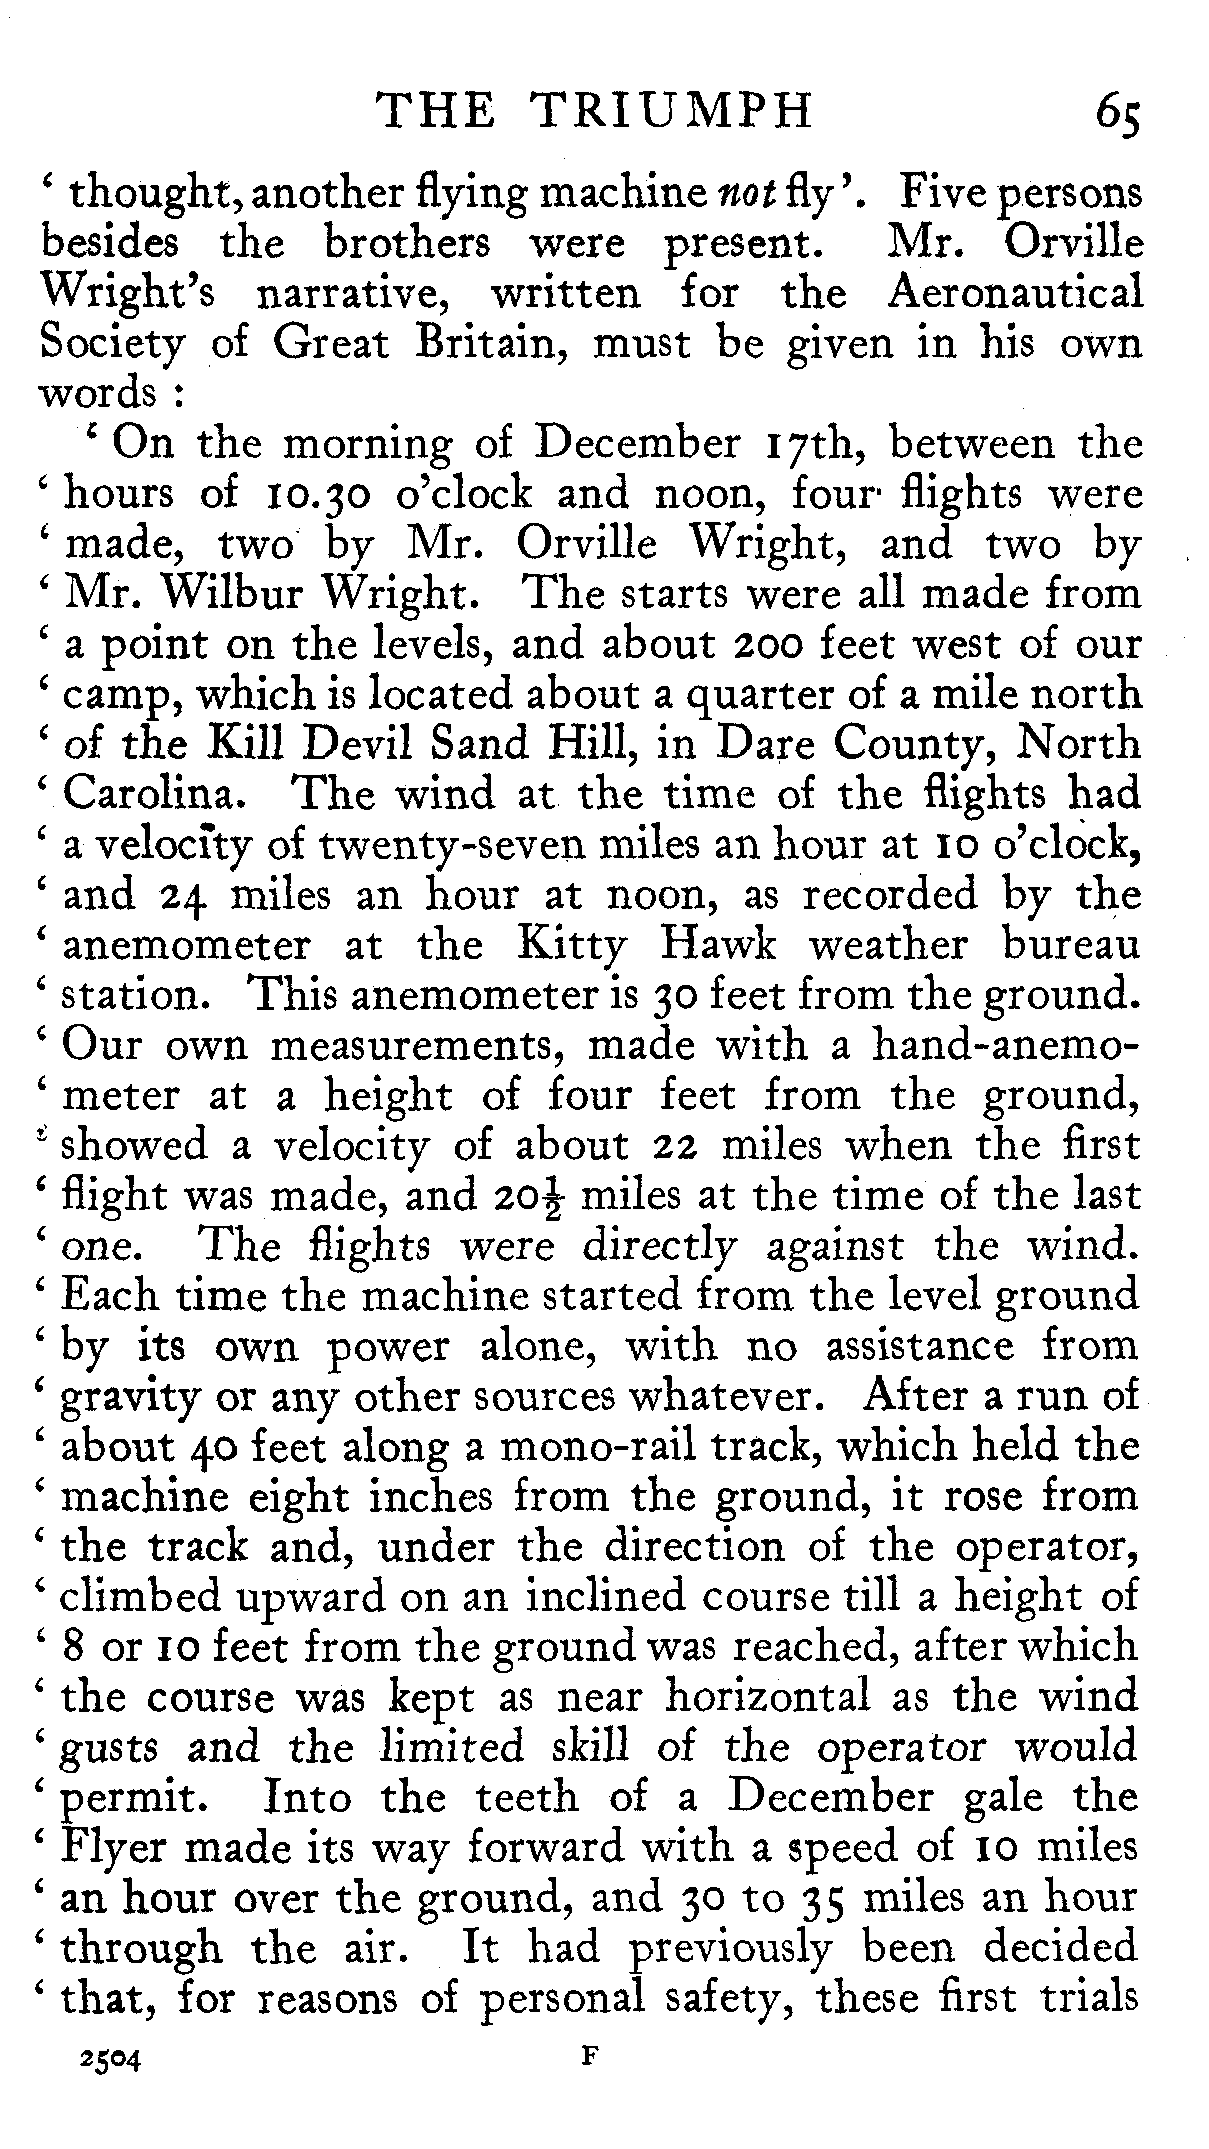 THE TRIUMPH 65
‘ thought, another flying machine not fly ’. Five persons
besides the brothers were present. Mr. Orville
Wright’s narrative, written for the Aeronautical
Society of Great Britain, must be given in his own
words :
‘ On the morning of December 17th, between the
‘ hours of 10.30 o’clock and noon, four flights were
‘ made, two by Mr. Orville Wright, and two by
‘ Mr. Wilbur Wright. The starts were all made from
‘ a point on the levels, and about 200 feet west of our
‘ camp, which is located about a quarter of a mile north
‘ of the Kill Devil Sand Hill, in Dare County, North
‘ Carolina. The wind at the time of the flights had
‘ a velocity of twenty-seven miles an hour at 10 o’clock,
‘ and 24 miles an hour at noon, as recorded by the
‘ anemometer at the Kitty Hawk weather bureau
‘ station. This anemometer is 30 feet from the ground.
‘ Our own measurements, made with a hand-anemo-
‘ meter at a height of four feet from the ground,
‘ showed a velocity of about 22 miles when the first
‘ flight was made, and 20½ miles at the time of the last
‘ one. The flights were directly against the wind.
‘ Each time the machine started from the level ground
‘ by its own power alone, with no assistance from
‘ gravity or any other sources whatever. After a run of
‘ about 40 feet along a mono-rail track, which held the
‘ machine eight inches from the ground, it rose from
‘ the track and, under the direction of the operator,
‘ climbed upward on an inclined course till a height of
‘ 8 or 10 feet from the ground was reached, after which
‘ the course was kept as near horizontal as the wind
‘ gusts and the limited skill of the operator would
‘ permit. Into the teeth of a December gale the
‘ Flyer made its way forward with a speed of 10 miles
‘ an hour over the ground, and 30 to 35 miles an hour
‘ through the air. It had previously been decided
‘ that, for reasons of personal safety, these first trials
2504 F